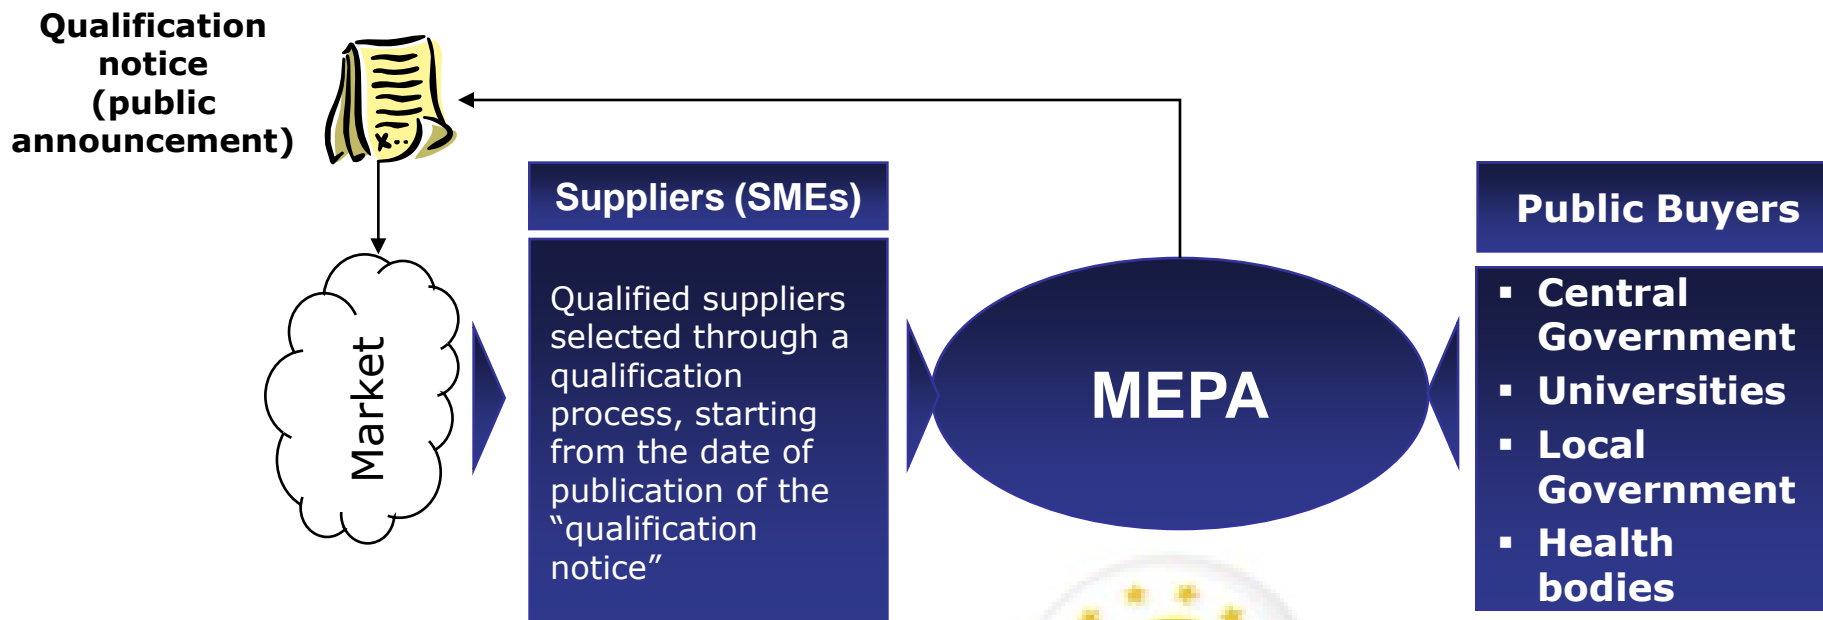 Qualification
notice
(public
announcement)
Market
Suppliers (SMEs)
Qualified suppliers
selected through a
qualification
process, starting
from the date of
publication of the
“qualification
notice”
MEPA
Public Buyers
▪ Central
Government
▪ Universities
▪ Local
Government
▪ Health
bodies